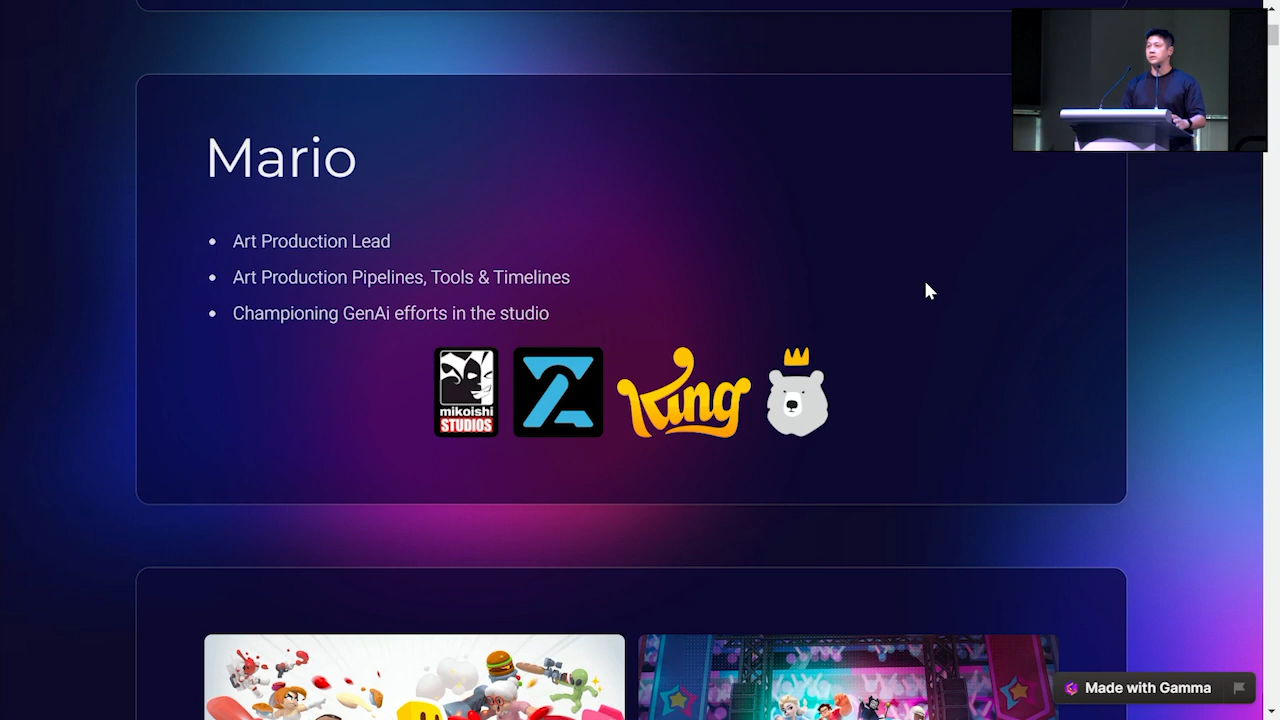 Mario
Art Production Lead
Art Production Pipelines, Tools & Timelines
Championing GenAi efforts in the studio
mikoishi
STUDIOS
King
Made with Gamma